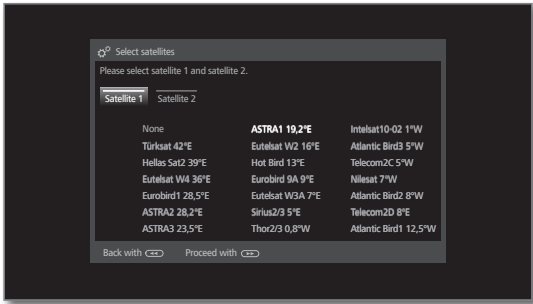 Select satellites
Please select satellite 1 and satellite 2.
Satellite 1 Satellite 2
None ASTRA1 19,2°E Intelsat10-02 1°W
Türksat 42°E Eutelsat W2 16°E Atlantic Bird3 5°W
Hellas Sat2 39°E Hot Bird 13°E Telecom2C 5°W
Eutelsat W4 36°E Eurobird 9A 9°E Nilesat 7°W
Eurobird1 28,5°E Eutelsat W3A 7°E Atlantic Bird2 8°W
ASTRA2 28,2°E Sirius2/3 5°E Telecom2D 8°E
ASTRA3 23,5°E Thor2/3 0,8°W Atlantic Bird1 12,5°W
Back with Proceed with